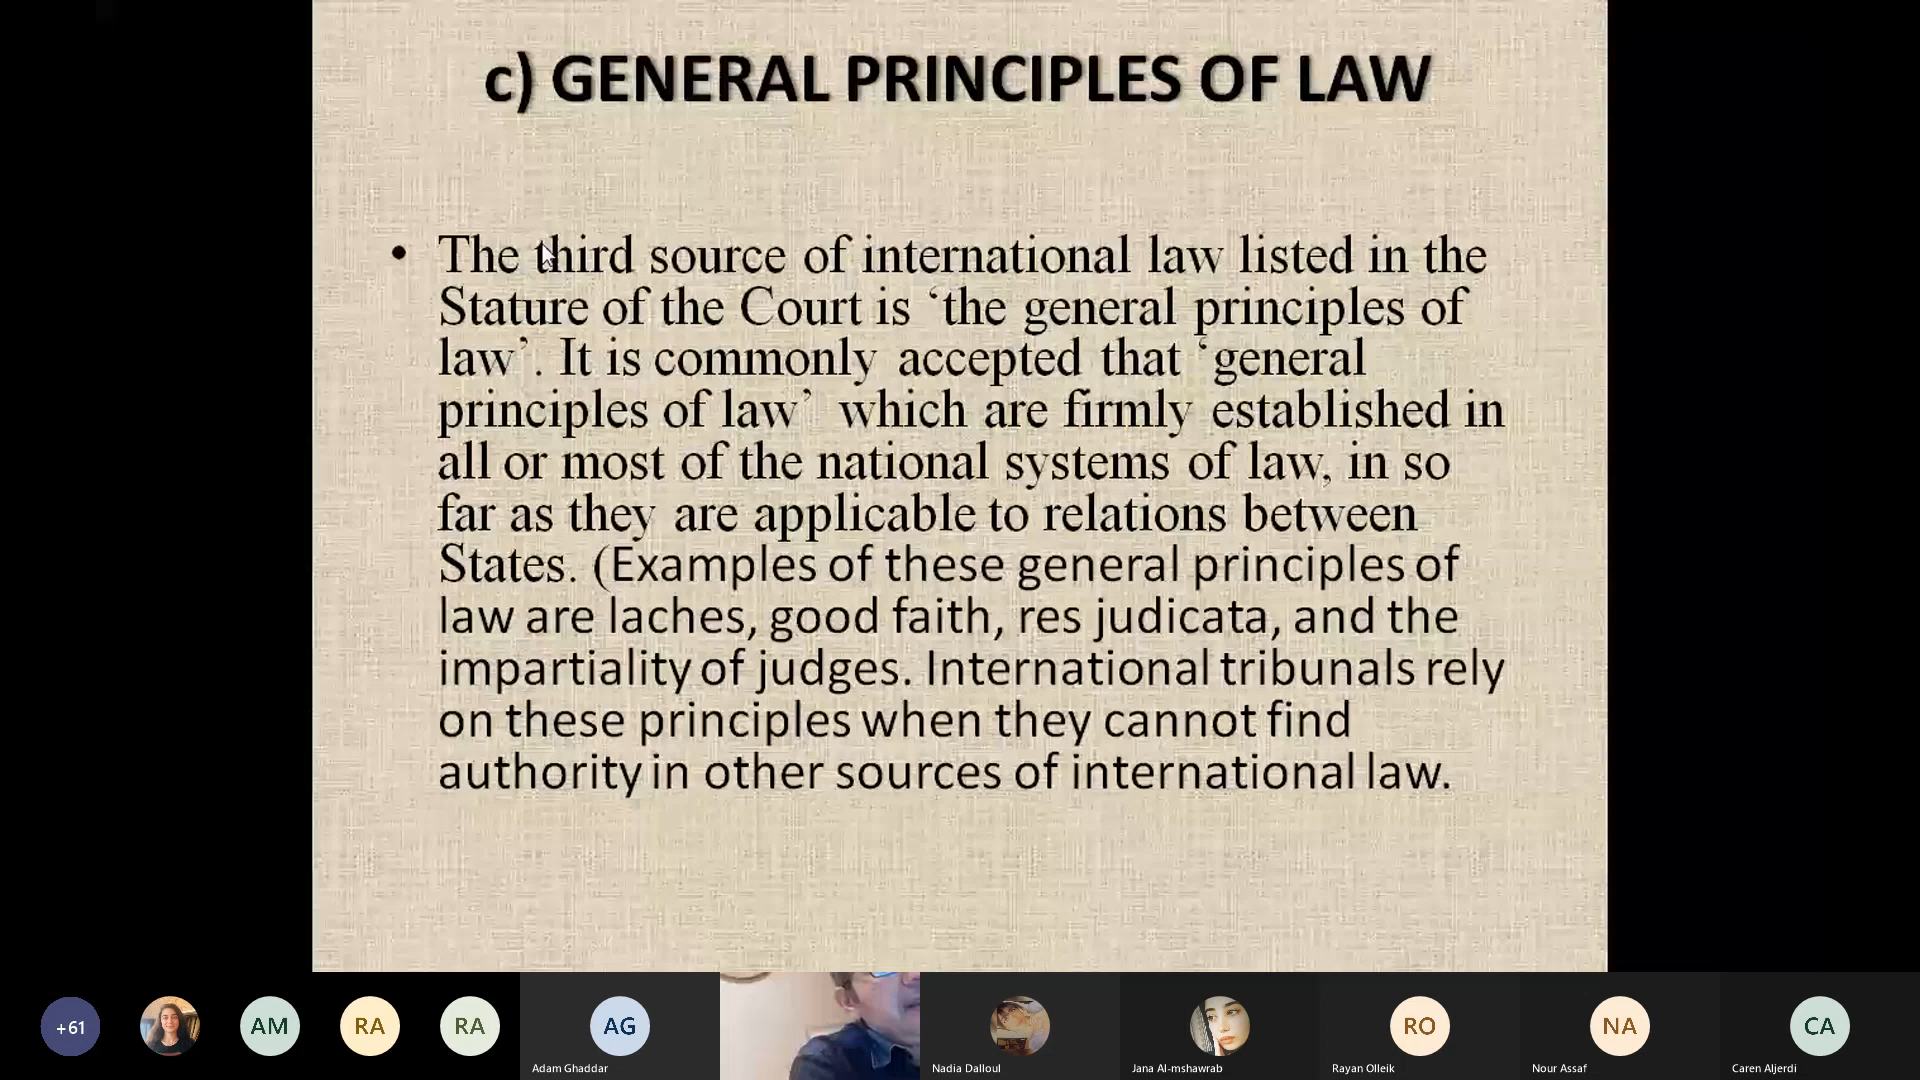 c) GENERAL PRINCIPLES OF LAW
• The third source of international law listed in the
Stature of the Court is ‘the general principles of
law’. It is commonly accepted that ‘general
principles of law’ which are firmly established in
all or most of the national systems of law, in so
far as they are applicable to relations between
States. (Examples of these general principles of
law are laches, good faith, res judicata, and the
impartiality of judges. International tribunals rely
on these principles when they cannot find
authority in other sources of international law.
+61
AM
RA
RA
AG
RO
NA
CA
Adam Ghaddar
Nadia Dalloul
Jana Al-mshawrab
Rayan Olleik
Nour Assaf
Caren Aljerdi